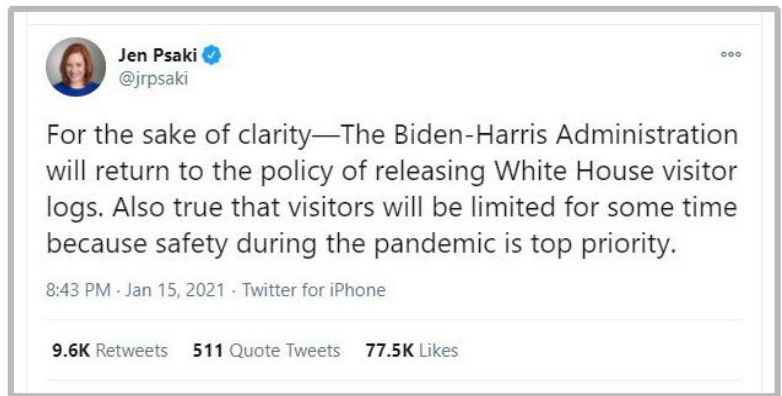 Jen Psaki
@jrpsaki
For the sake of clarity—The Biden-Harris Administration
will return to the policy of releasing White House visitor
logs. Also true that visitors will be limited for some time
because safety during the pandemic is top priority.
8:43 PM · Jan 15, 2021 · Twitter for iPhone
9.6K Retweets 511 Quote Tweets 77.5K Likes